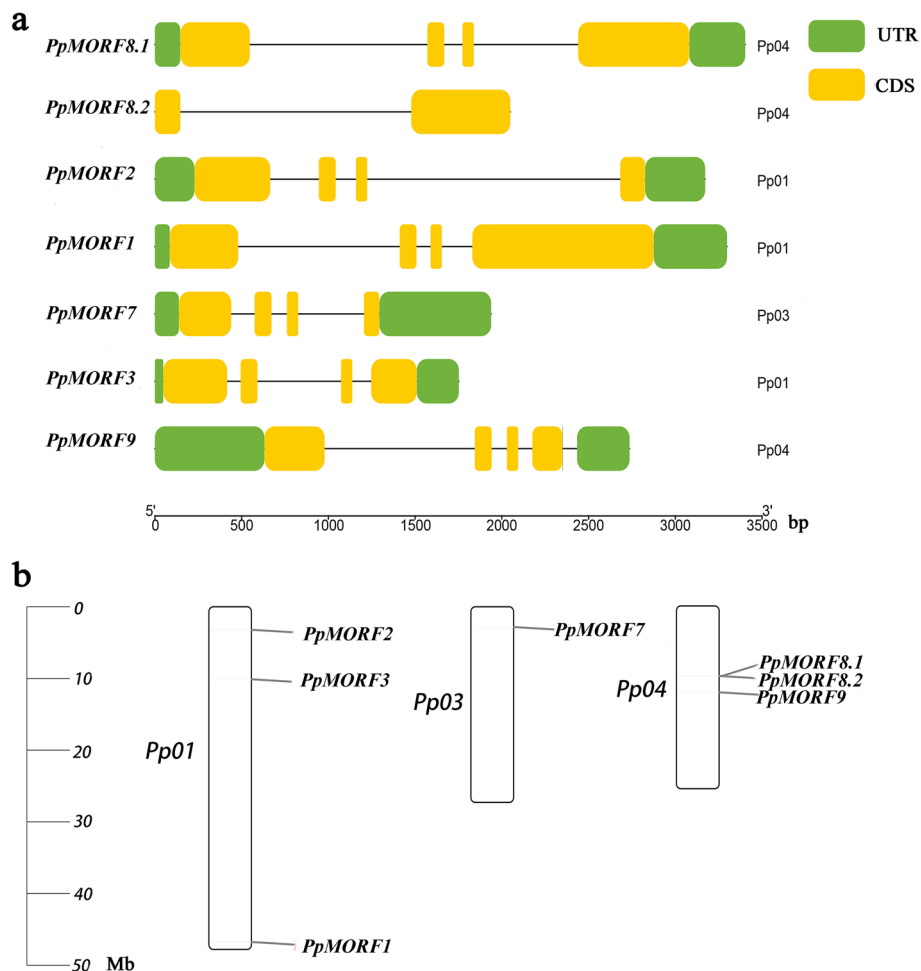 a
PpMORF8.1 Pp04
UTR
CDS
PpMORF8.2 Pp04
PpMORF2 Pp01
PpMORF1 Pp01
PpMORF7 Pp03
PpMORF3 Pp01
PpMORF9 Pp04
5' 3'
0 500 1000 1500 2000 2500 3000 3500 bp
b
0
10
20
30
40
50 Mb
Pp01
PpMORF2
PpMORF3
PpMORF1
Pp03
PpMORF7
Pp04
PpMORF8.1
PpMORF8.2
PpMORF9